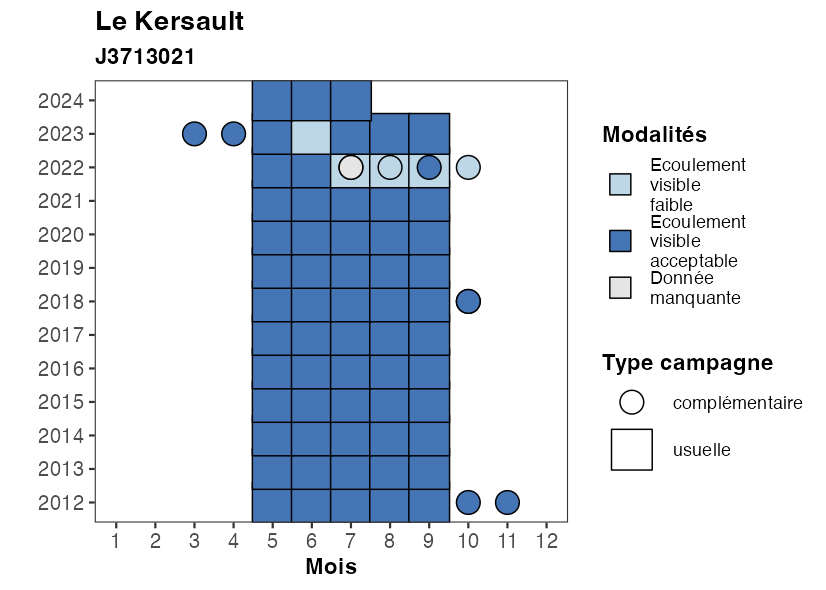 Le Kersault
J3713021
2024
2023
2022
2021
2020
2019
2018
2017
2016
2015
2014
2013
2012
1 2 3 4 5 6 7 8 9 10 11 12
Mois
Modalités
Ecoulement
visible
faible
Ecoulement
visible
acceptable
Donnée
manquante
Type campagne
complémentaire
usuelle